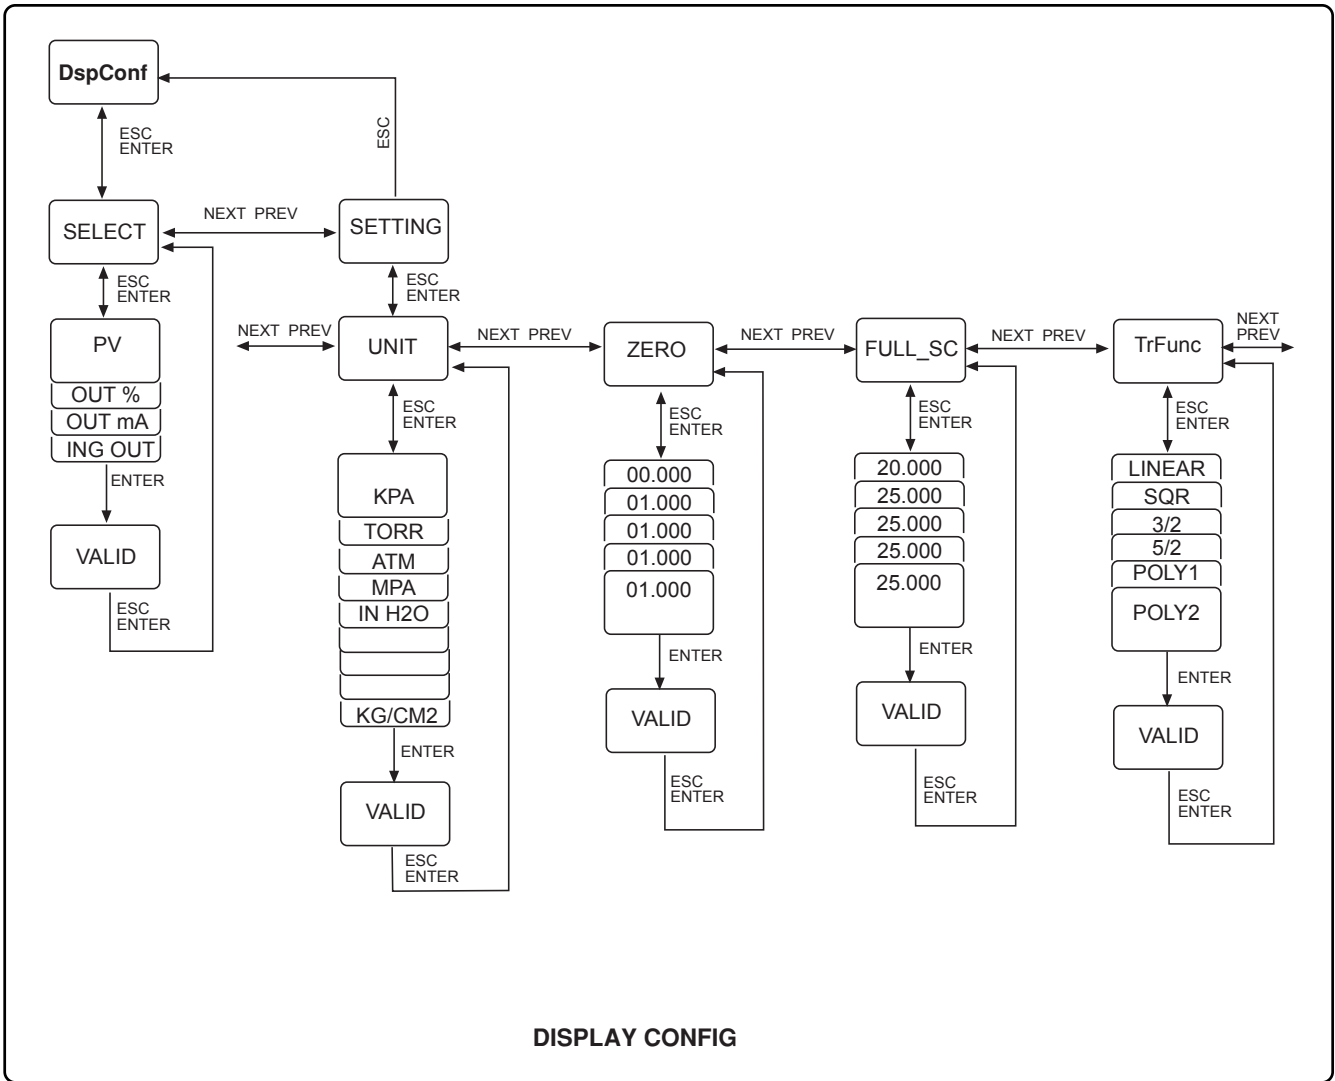 DspConf
ESC
ENTER
ESC
SELECT
NEXT PREV
SETTING
ESC
ENTER
PV
OUT %
OUT mA
ING OUT
ENTER
VALID
ESC
ENTER
ESC
ENTER
NEXT PREV
UNIT
NEXT PREV
ESC
ENTER
KPA
TORR
ATM
MPA
IN H2O
KG/CM2
ENTER
VALID
ESC
ENTER
ZERO
NEXT PREV
ESC
ENTER
00.000
01.000
01.000
01.000
01.000
ENTER
VALID
ESC
ENTER
FULL_SC
NEXT PREV
ESC
ENTER
20.000
25.000
25.000
25.000
25.000
ENTER
VALID
ESC
ENTER
TrFunc
NEXT
PREV
ESC
ENTER
LINEAR
SQR
3/2
5/2
POLY1
POLY2
ENTER
VALID
ESC
ENTER
DISPLAY CONFIG